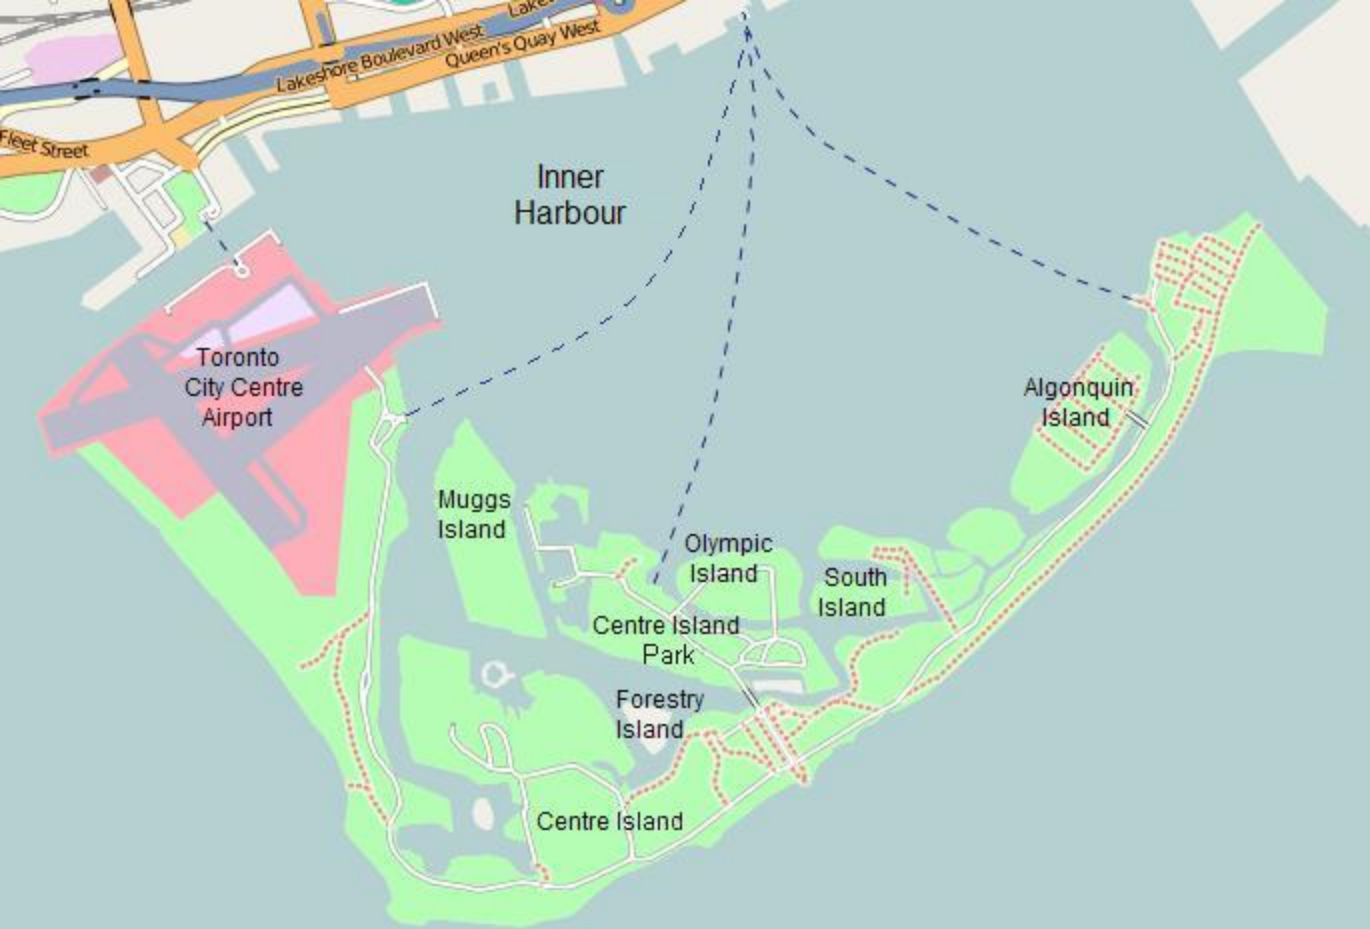 Lake
Lakeshore Boulevard West
Queen's Quay West
Fleet Street
Inner
Harbour
Toronto
City Centre
Airport
Algonquin
Island
Muggs
Island
Olympic
Island
South
Island
Centre Island
Park
Forestry
Island
Centre Island